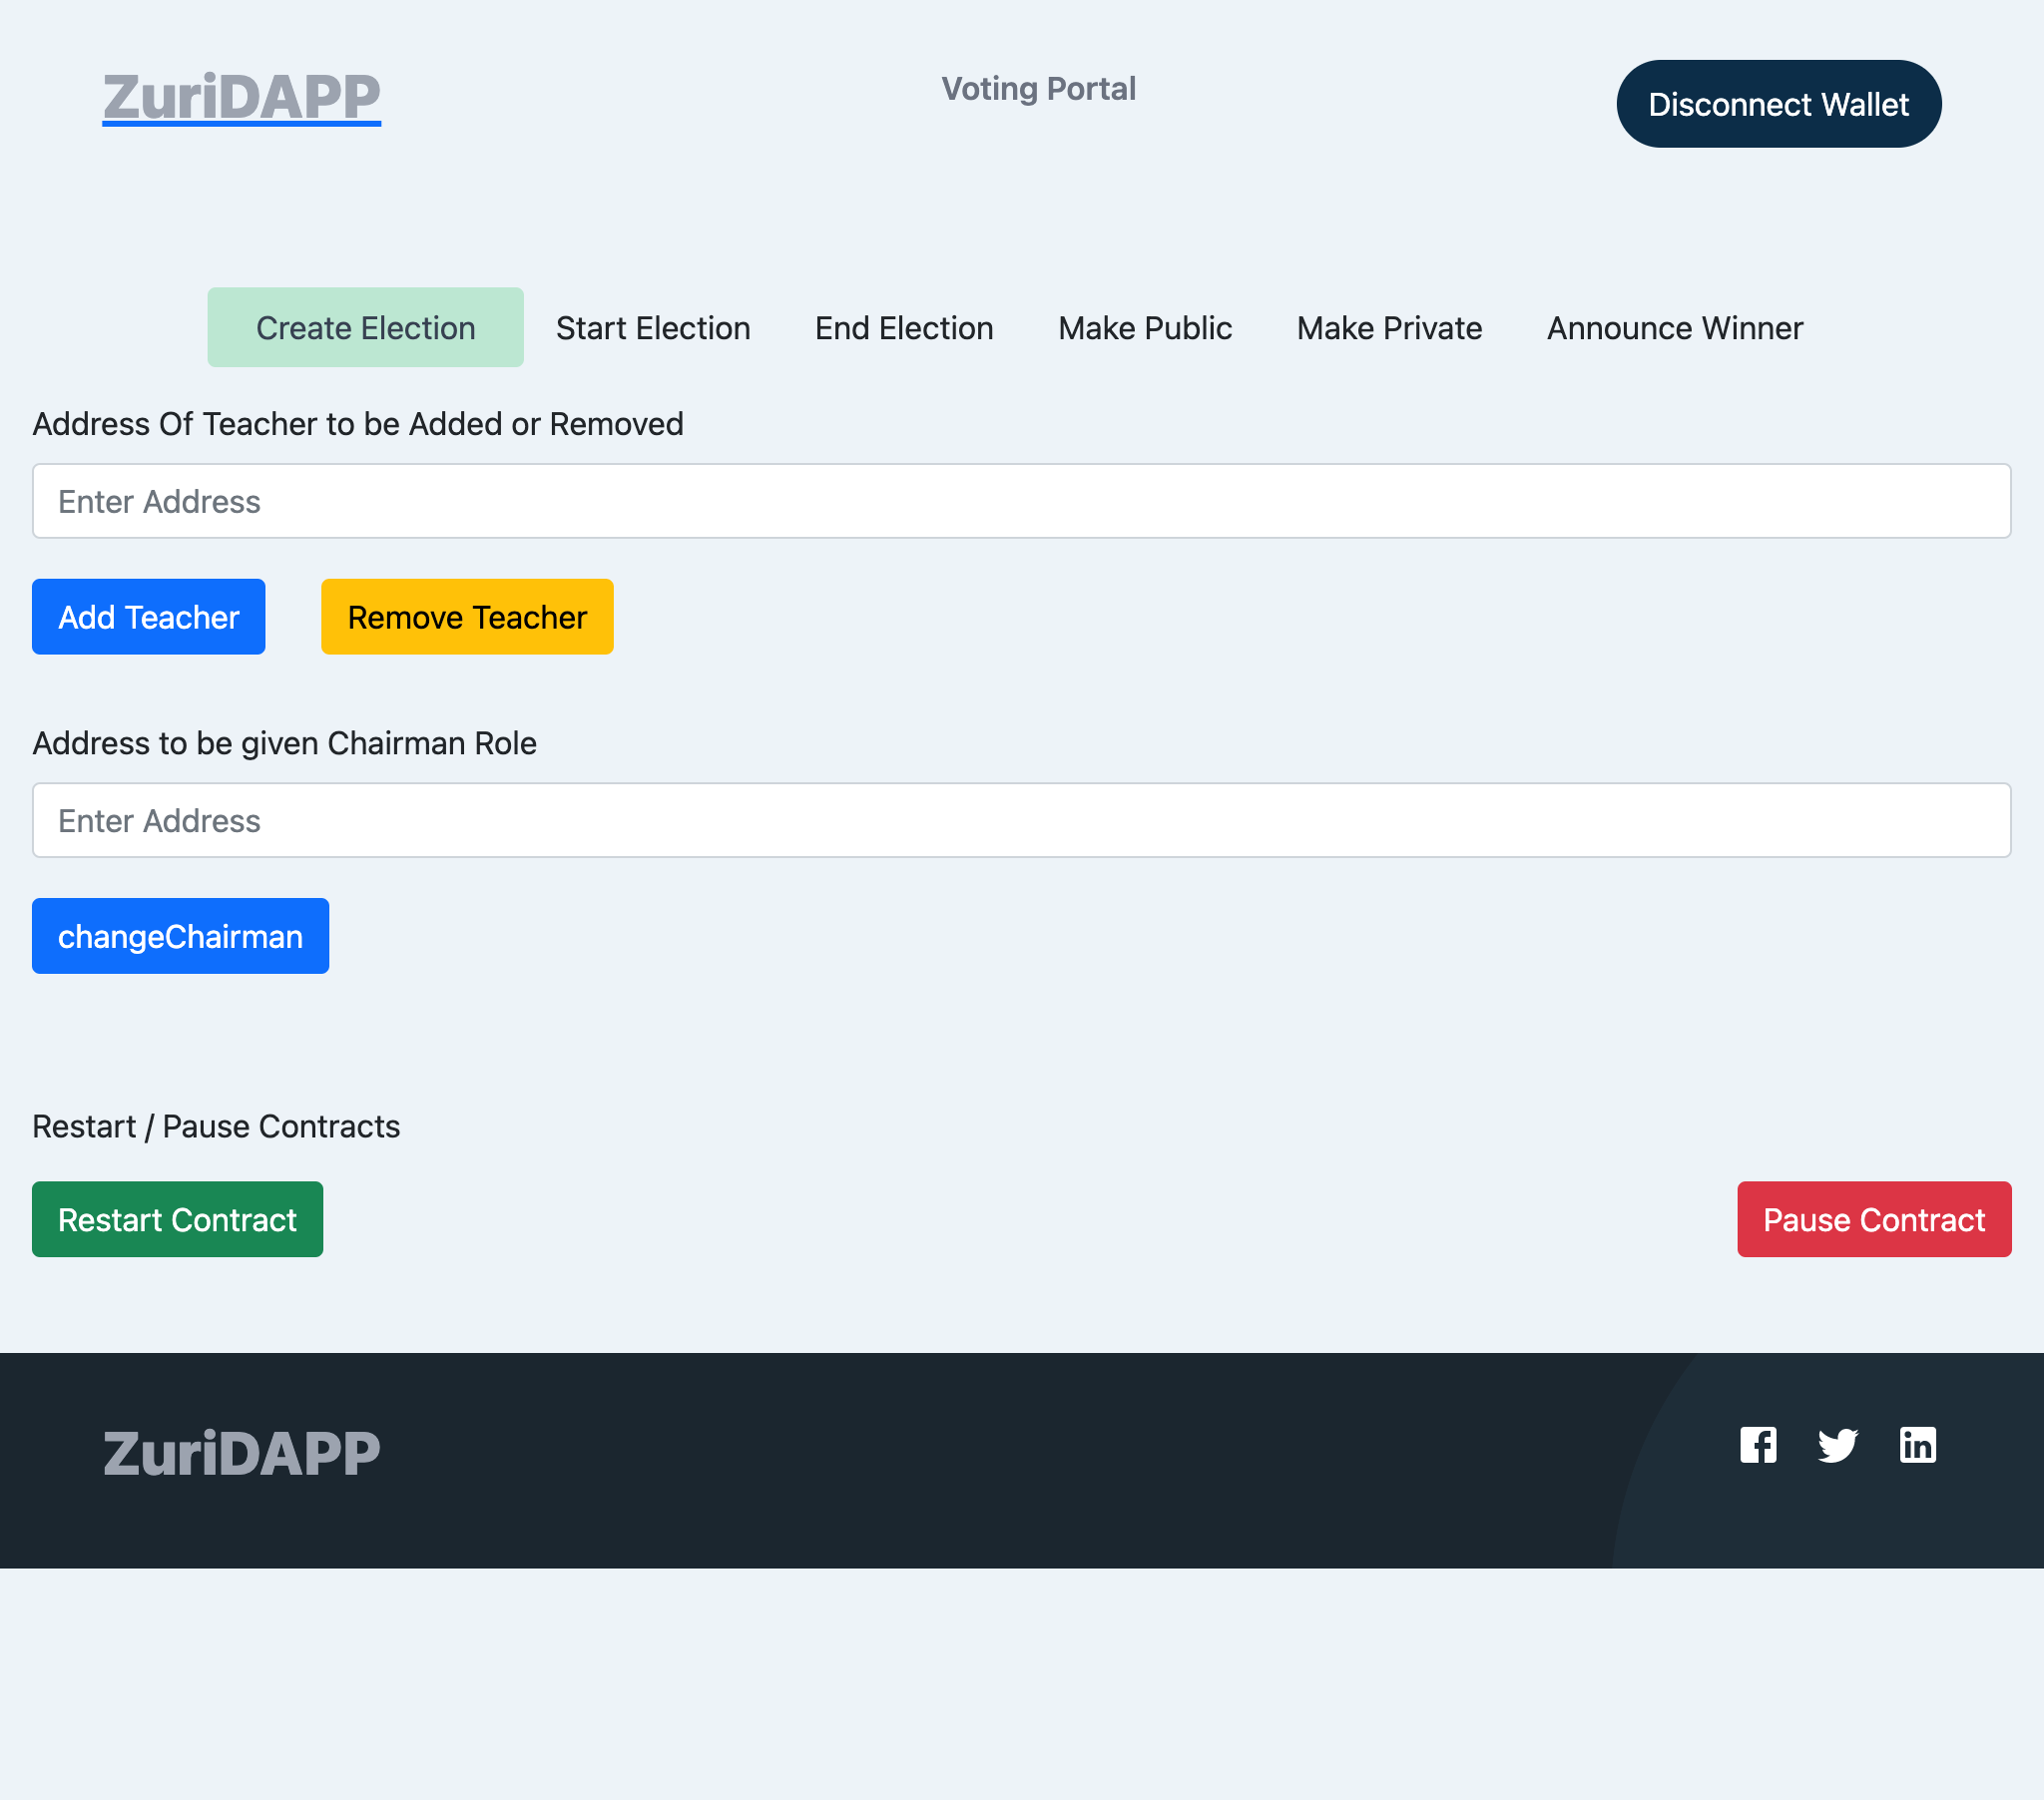 ZuriDAPP
Voting Portal
Disconnect Wallet
Create Election
Start Election
End Election
Make Public
Make Private
Announce Winner
Address Of Teacher to be Added or Removed
Enter Address
Add Teacher
Remove Teacher
Address to be given Chairman Role
Enter Address
changeChairman
Restart / Pause Contracts
Restart Contract
Pause Contract
ZuriDAPP